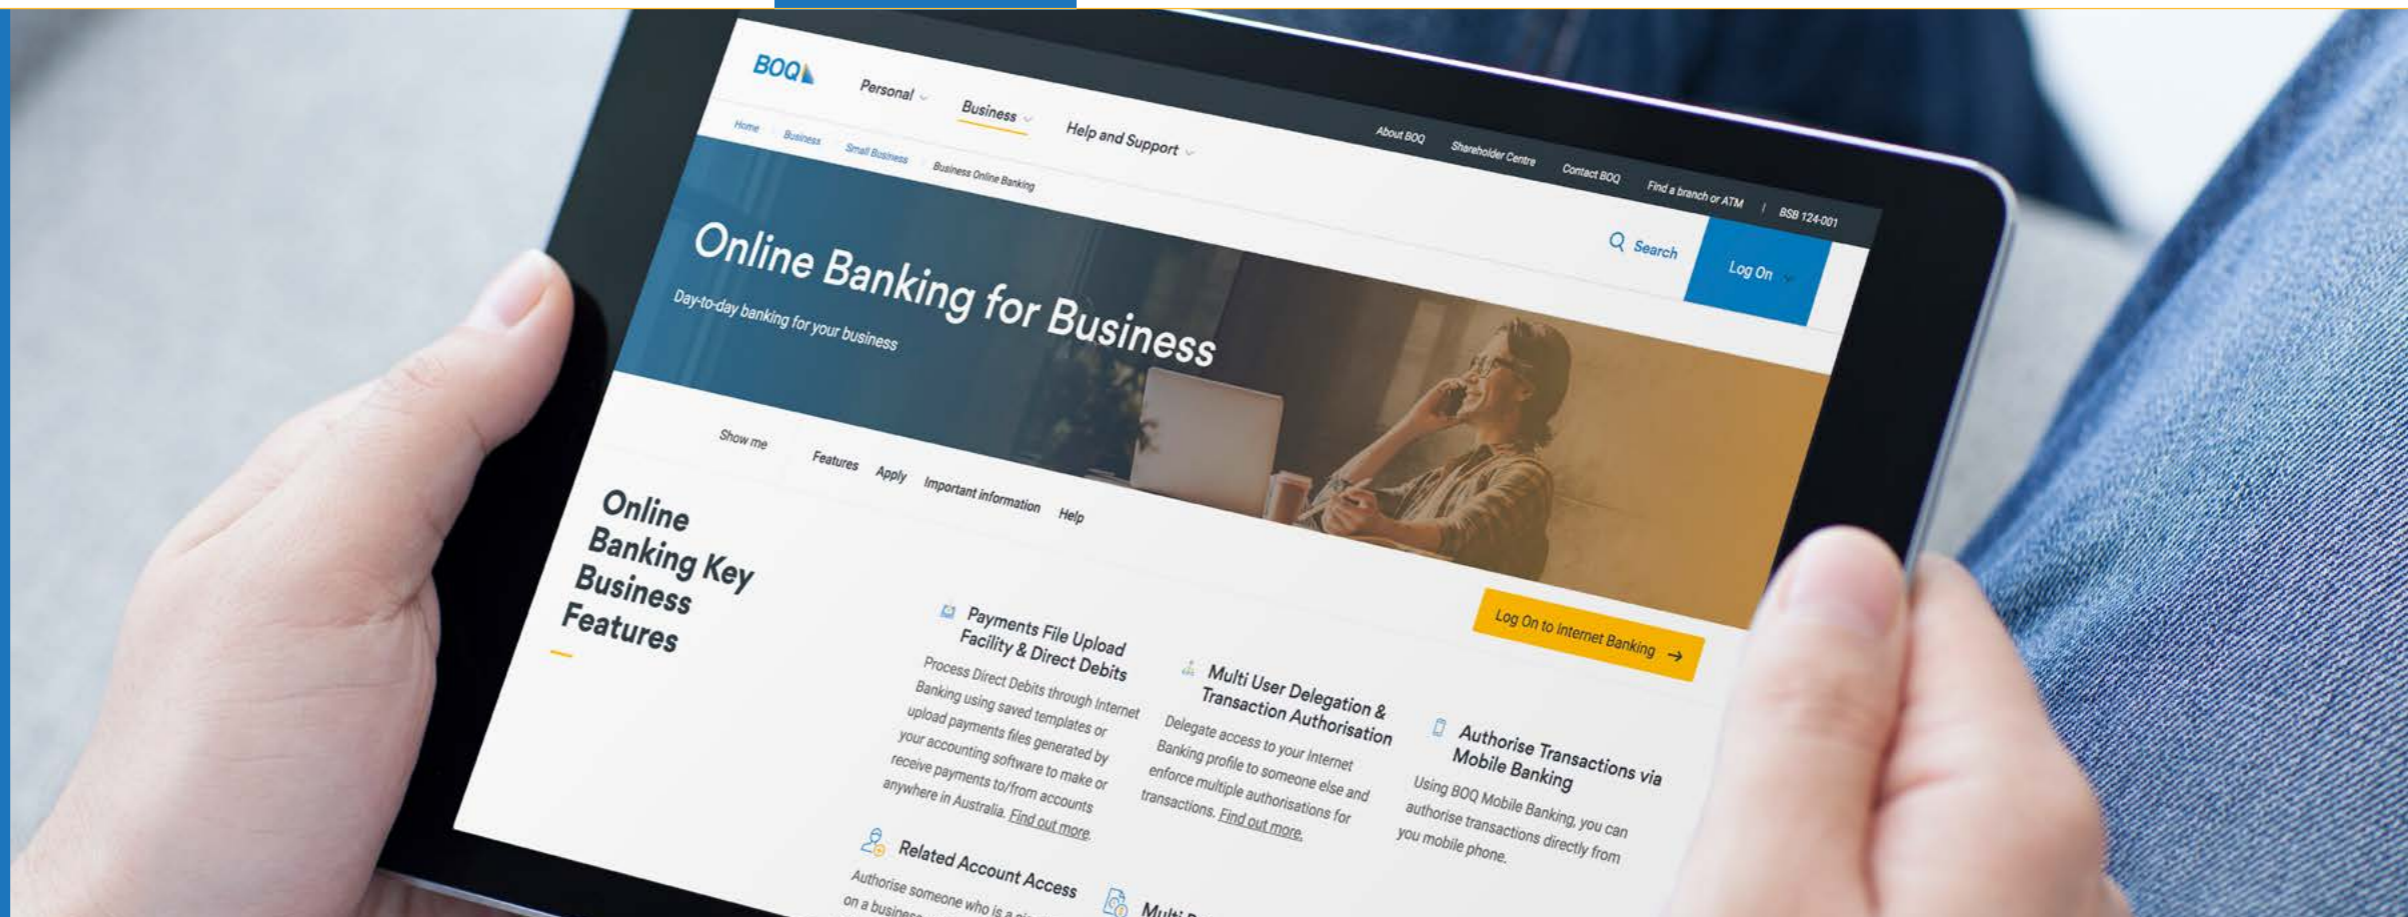 About BOQ Shareholder Centre Contact BOQ Find a branch or ATM | BSB 124-001
BOQ Personal Business Help and Support Search Log On
Home Business Small Business Business Online Banking
Online Banking for Business
Day-to-day banking for your business
Show me Features Apply Important information Help
Log On to Internet Banking →
Online
Banking Key
Business
Features
Payments File Upload
Facility & Direct Debits
Process Direct Debits through Internet
Banking using saved templates or
upload payments files generated by
your accounting software to make or
receive payments to/from accounts
anywhere in Australia. Find out more.
Multi User Delegation &
Transaction Authorisation
Delegate access to your Internet
Banking profile to someone else and
enforce multiple authorisations for
transactions. Find out more.
Authorise Transactions via
Mobile Banking
Using BOQ Mobile Banking, you can
authorise transactions directly from
you mobile phone.
Related Account Access
Authorise someone who is a
on a business
Multi